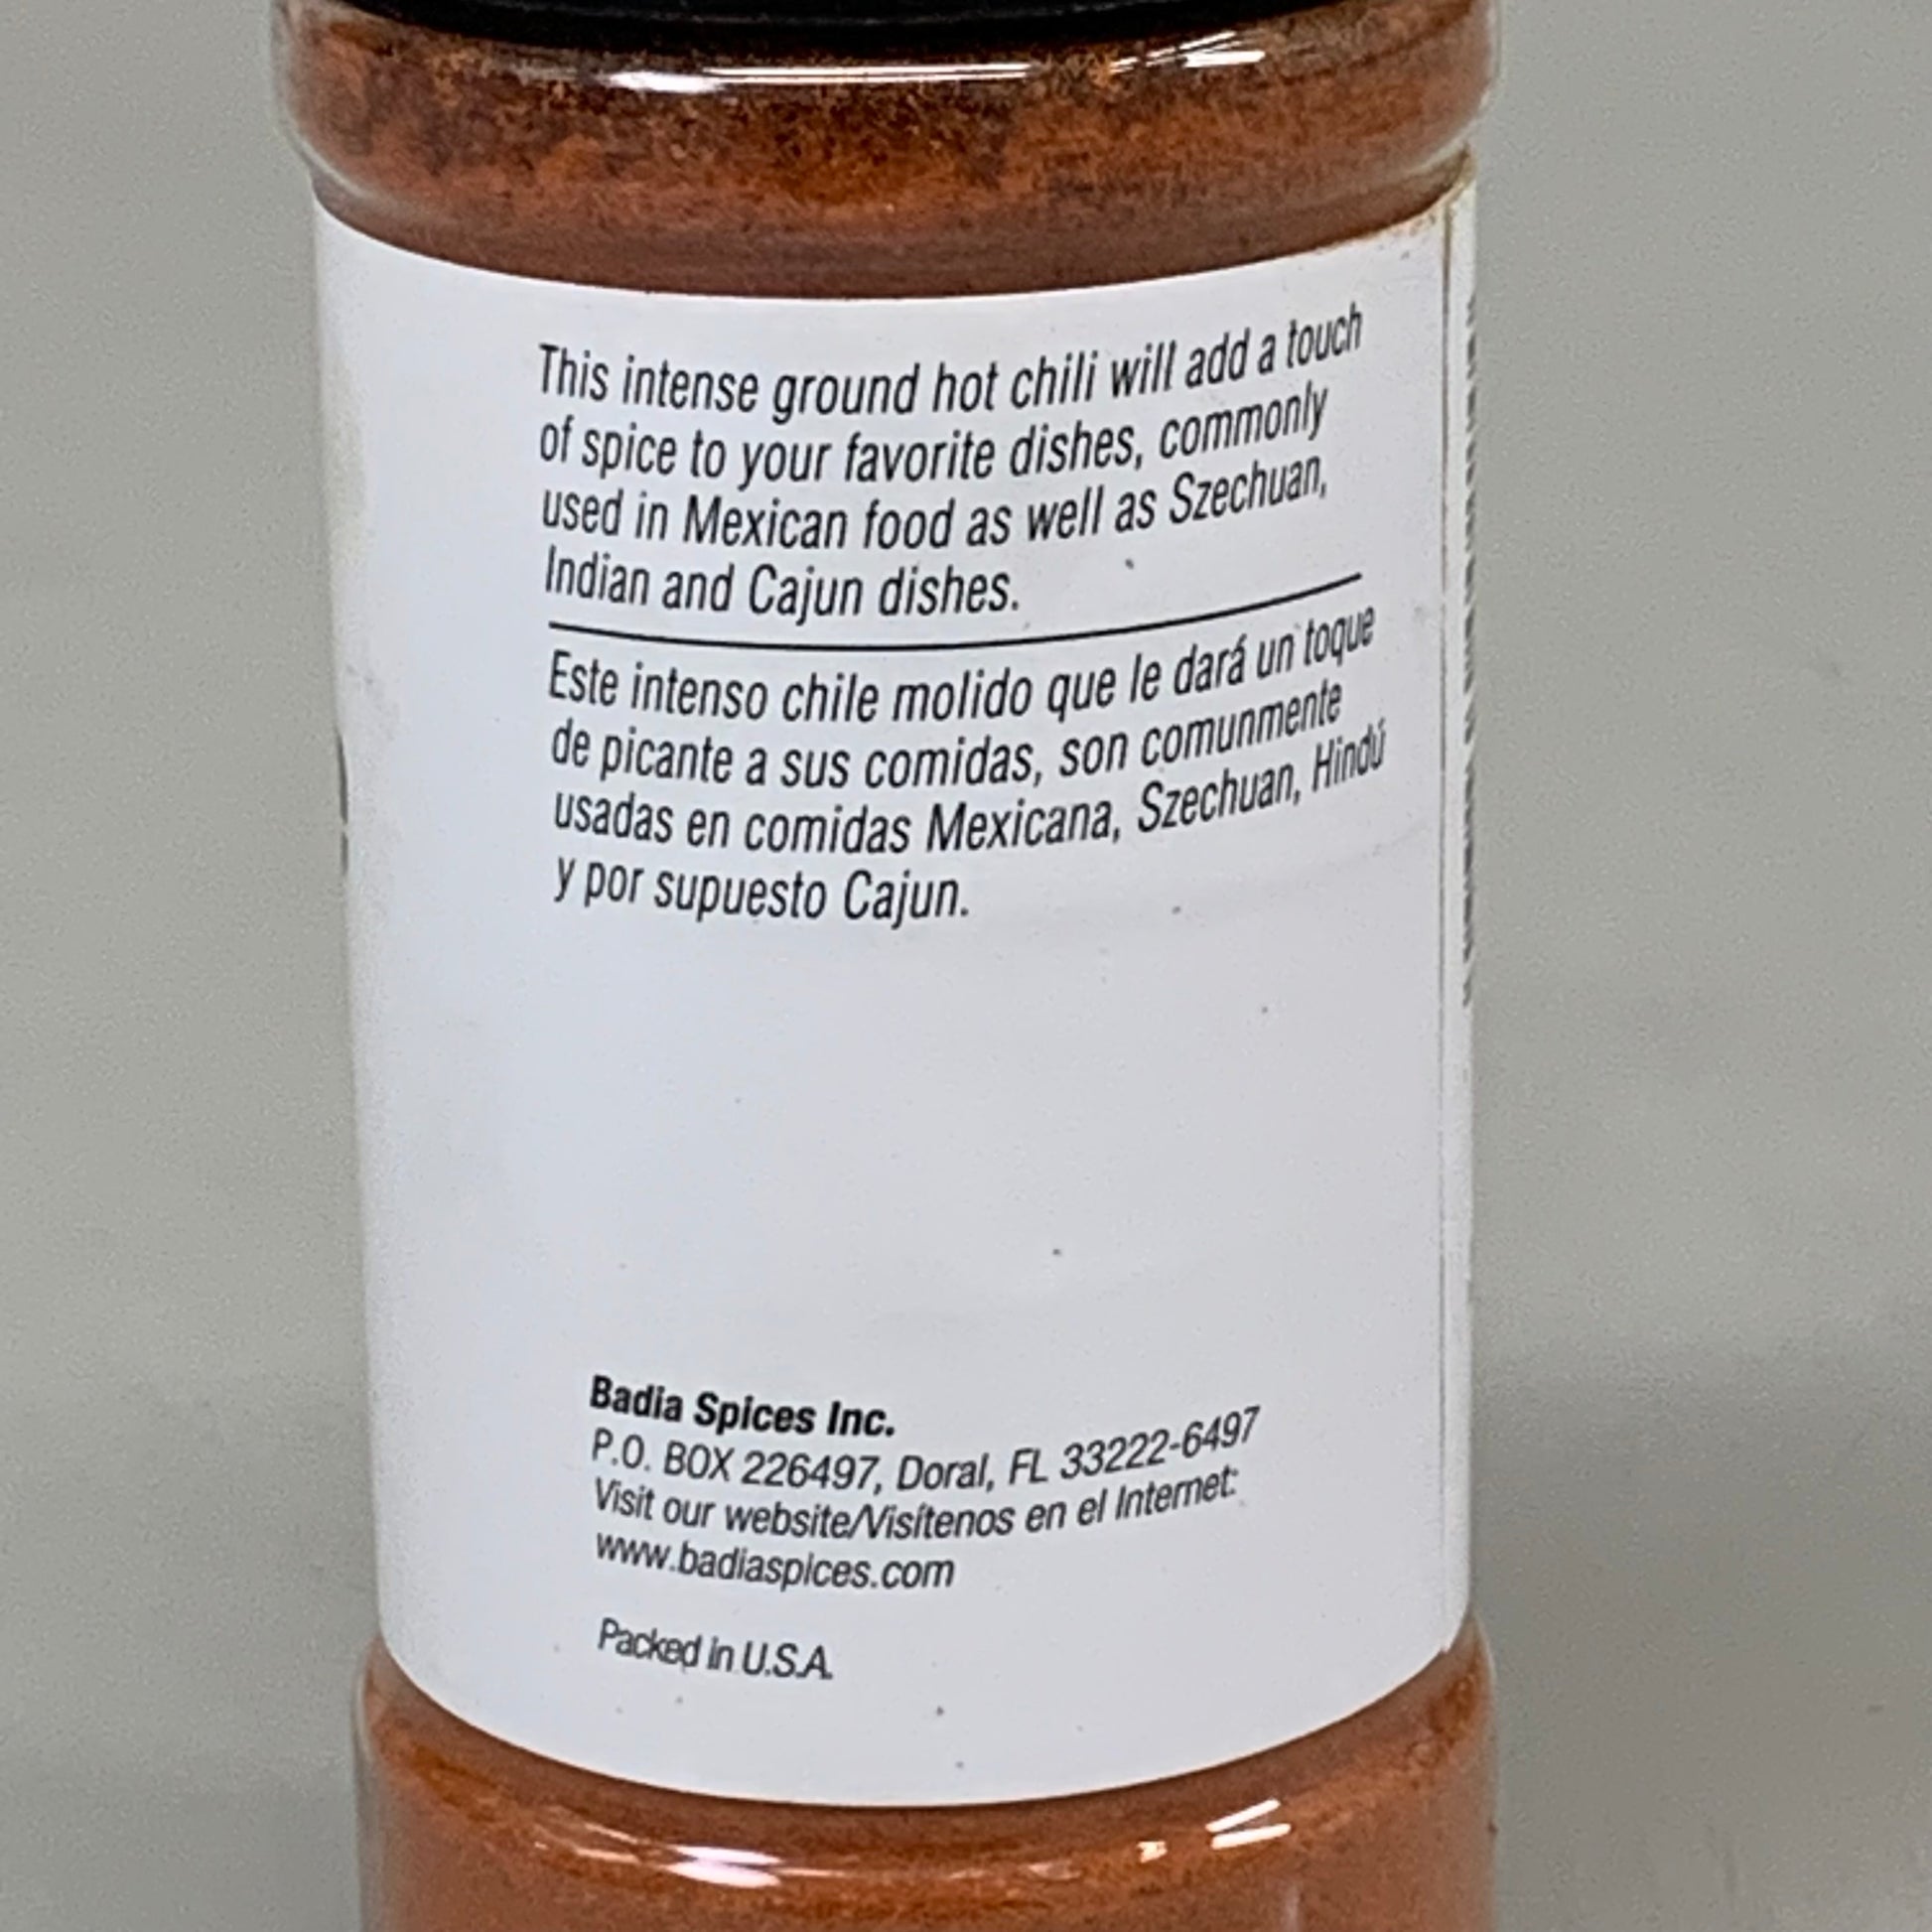 This intense ground hot chili will add a touch
of spice to your favorite dishes, commonly
used in Mexican food as well as Szechuan,
Indian and Cajun dishes.
Este intenso chile molido que le dará un toque
de picante a sus comidas, son comunmente
usadas en comidas Mexicana, Szechuan, Hindú
y por supuesto Cajun.
Badia Spices Inc.
P.O. BOX 226497, Doral, FL 33222-6497
Visit our website/Visítenos en el Internet:
www.badiaspices.com
Packed in U.S.A.